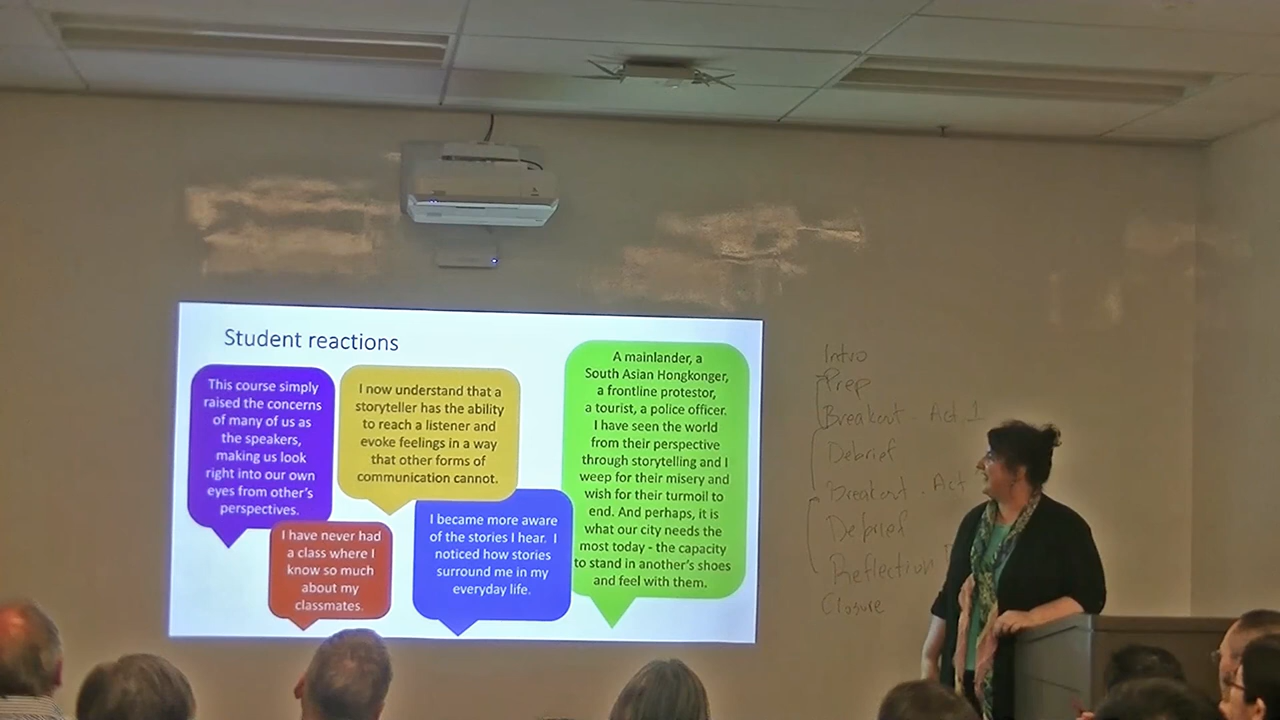 Student reactions
This course simply
raised the concerns
of many of us as
the speakers,
making us look
right into our own
eyes from other's
perspectives.
I now understand that a
storyteller has the ability
to reach a listener and
evoke feelings in a way
that other forms of
communication cannot.
I have never had
a class where I
know so much
about my
classmates.
I became more aware
of the stories I hear. I
noticed how stories
surround me in my
everyday life.
A mainlander, a
South Asian Hongkonger,
a frontline protestor,
a tourist, a police officer.
I have seen the world
from their perspective
through storytelling and I
weep for their misery and
wish for their turmoil to
end. And perhaps, it is
what our city needs the
most today - the capacity
to stand in another's shoes
and feel with them.
Intro
Prep
Breakout - Act 1
Debrief
Breakout - Act
Debrief
Reflection
Closure